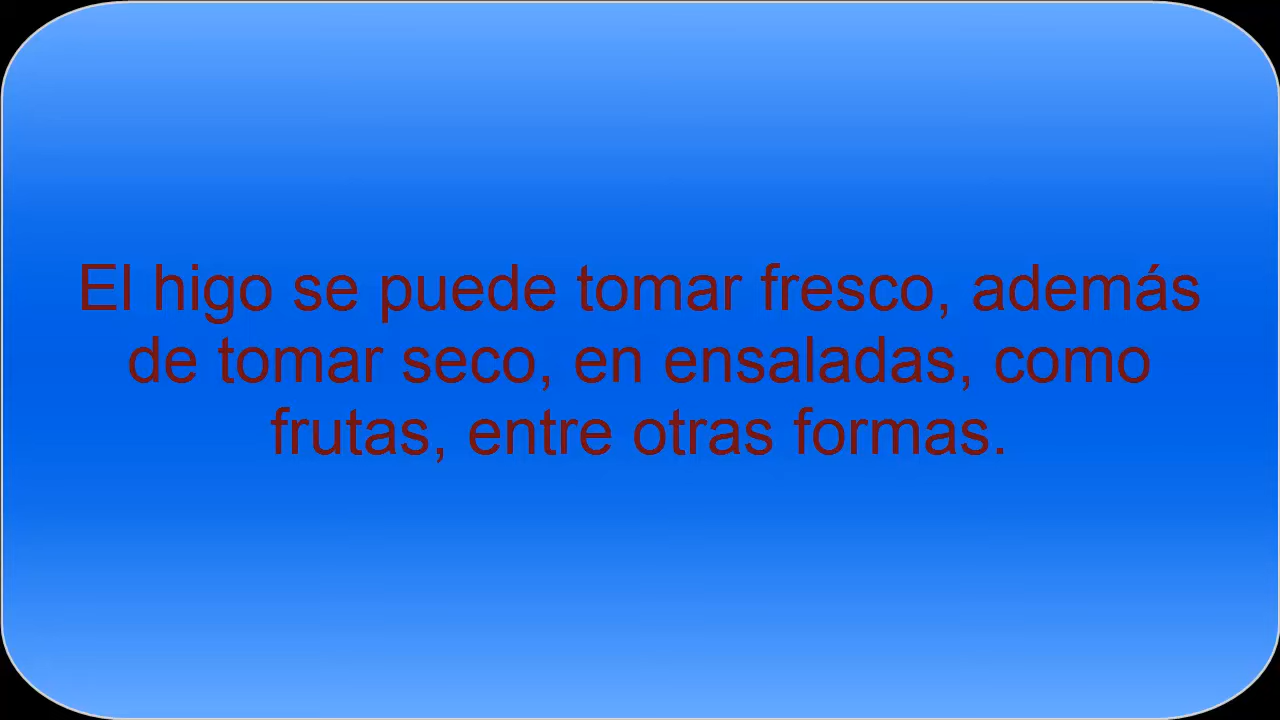 El higo se puede tomar fresco, además
de tomar seco, en ensaladas, como
frutas, entre otras formas.